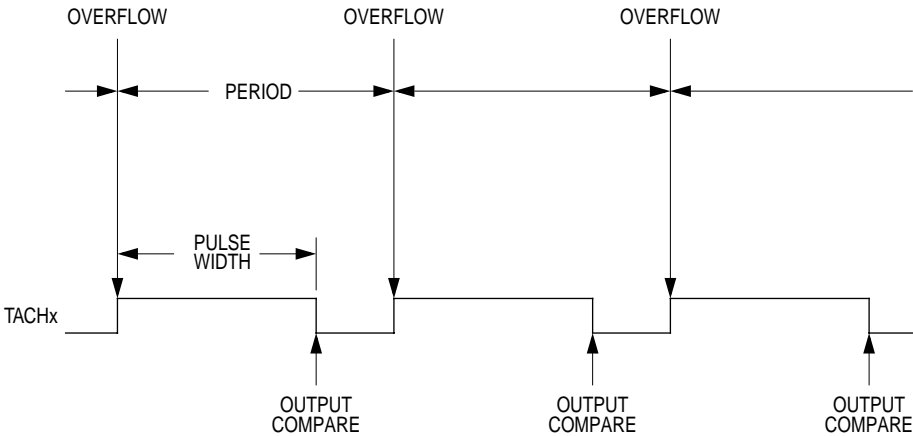 OVERFLOW OVERFLOW OVERFLOW
PERIOD
PULSE
WIDTH
TACHx
OUTPUT
COMPARE
OUTPUT
COMPARE
OUTPUT
COMPARE